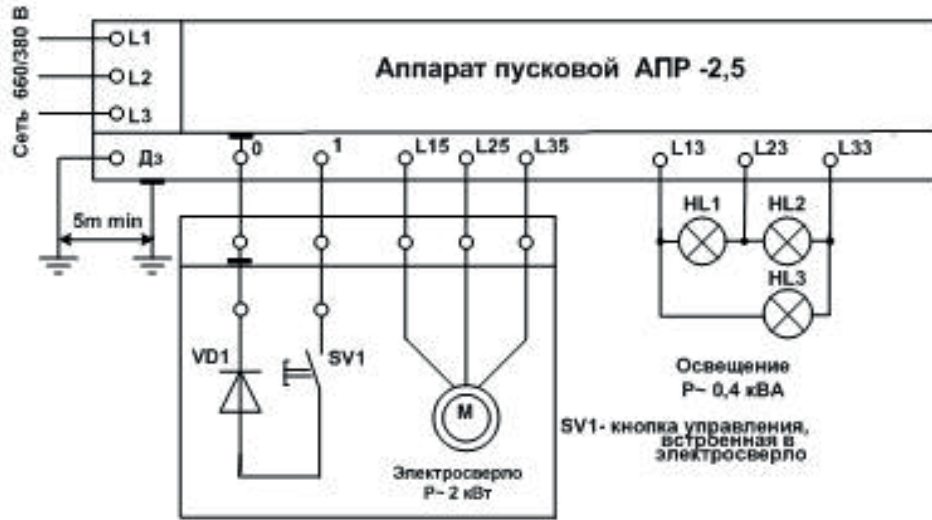 Сеть 660/380 В
L1
L2
L3
Аппарат пусковой АПР -2,5
Дз
0
1
L15
L25
L35
L13
L23
L33
5m min
HL1
HL2
HL3
VD1
SV1
M
Электросверло
P~ 2 кВт
Освещение
P~ 0,4 кВА
SV1- кнопка управления,
встроенная в
электросверло